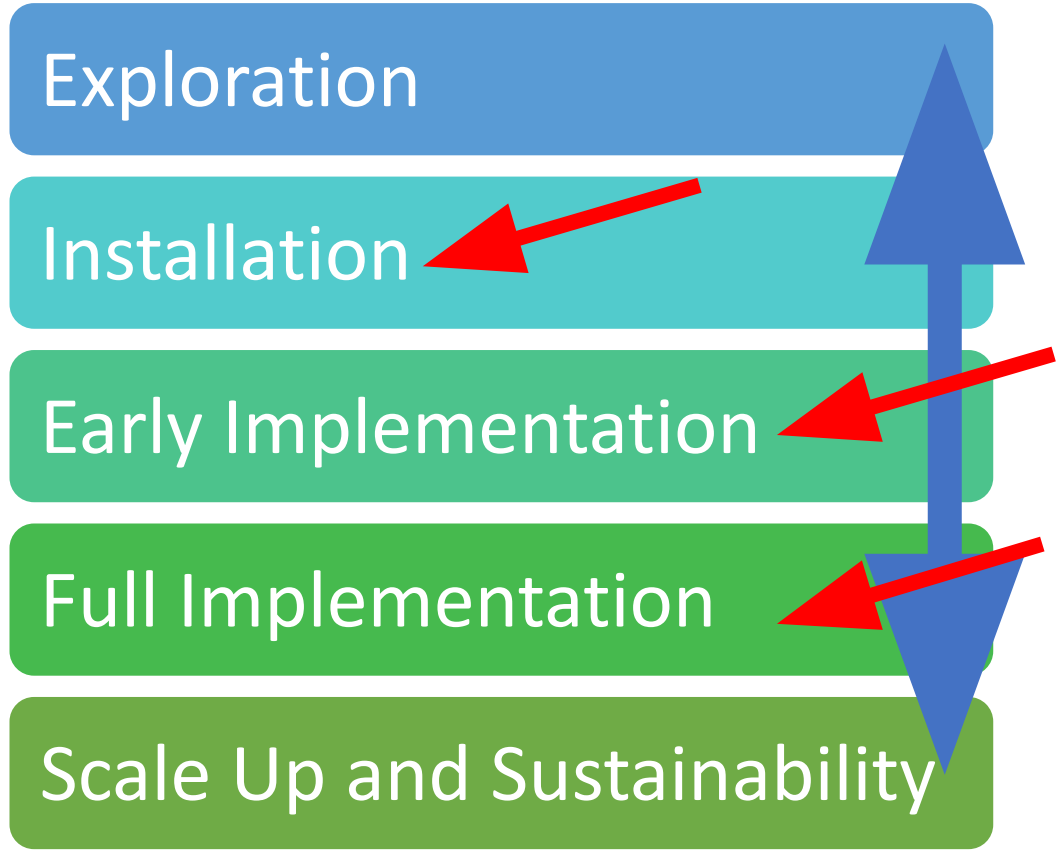 Exploration
Installation
Early Implementation
Full Implementation
Scale Up and Sustainability